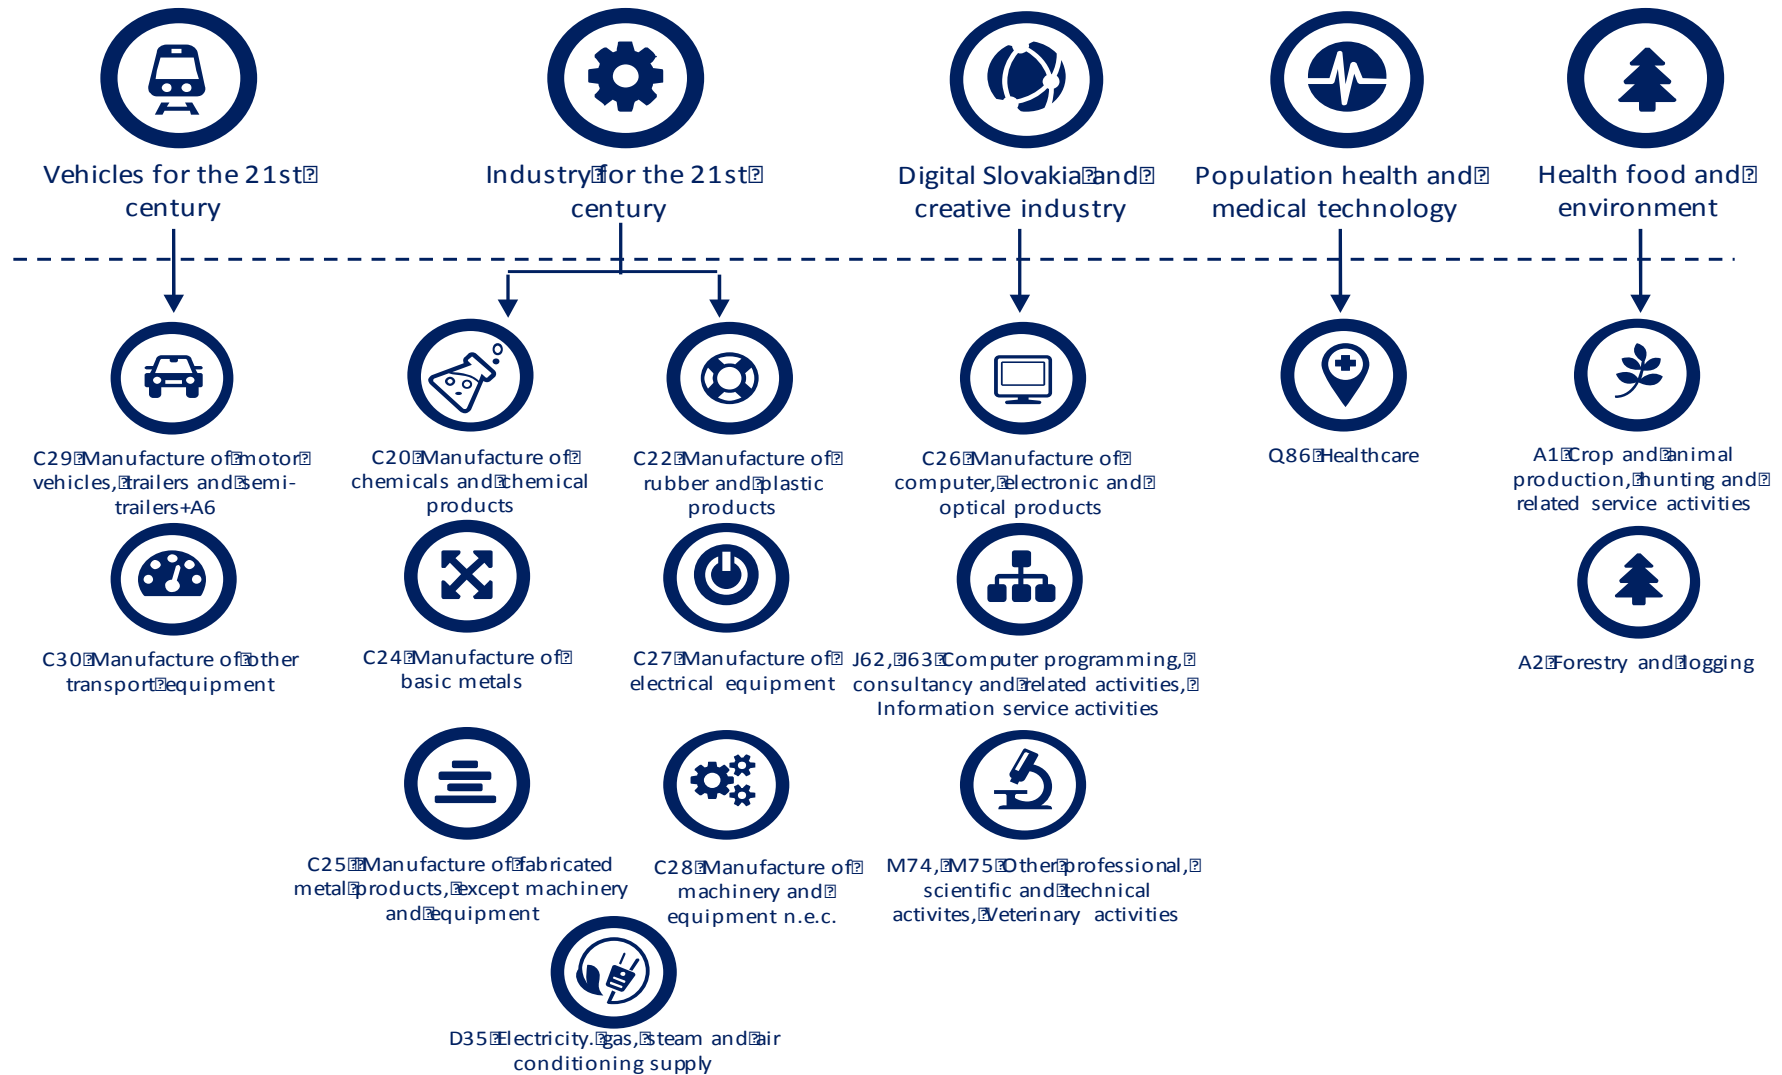 Vehicles for the 21st
century
Industry for the 21st
century
Digital Slovakia and
creative industry
Population health and
medical technology
Health food and
environment
C29 Manufacture of motor
vehicles, trailers and semi-
trailers+A6
C20 Manufacture of
chemicals and chemical
products
C22 Manufacture of
rubber and plastic
products
C26 Manufacture of
computer, electronic and
optical products
Q86 Healthcare
A1 Crop and animal
production, hunting and
related service activities
C30 Manufacture of other
transport equipment
C24 Manufacture of
basic metals
C27 Manufacture of
electrical equipment
J62, J63 Computer programming,
consultancy and related activities,
Information service activities
A2 Forestry and logging
C25 Manufacture of fabricated
metal products, except machinery
and equipment
C28 Manufacture of
machinery and
equipment n.e.c.
M74, M75 Other professional,
scientific and technical
activites, Veterinary activities
D35 Electricity. gas, steam and air
conditioning supply